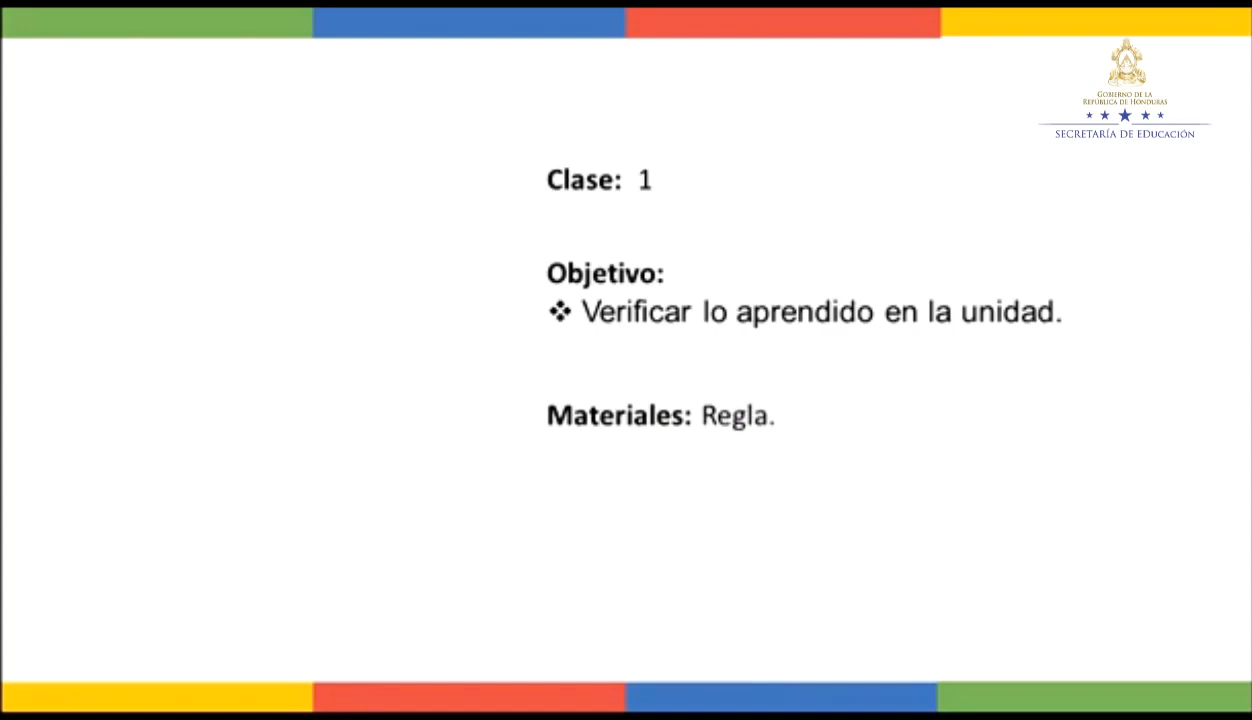 GOBIERNO DE LA
REPÚBLICA DE HONDURAS
SECRETARÍA DE EDUCACIÓN
Clase: 1
Objetivo:
❖ Verificar lo aprendido en la unidad.
Materiales: Regla.